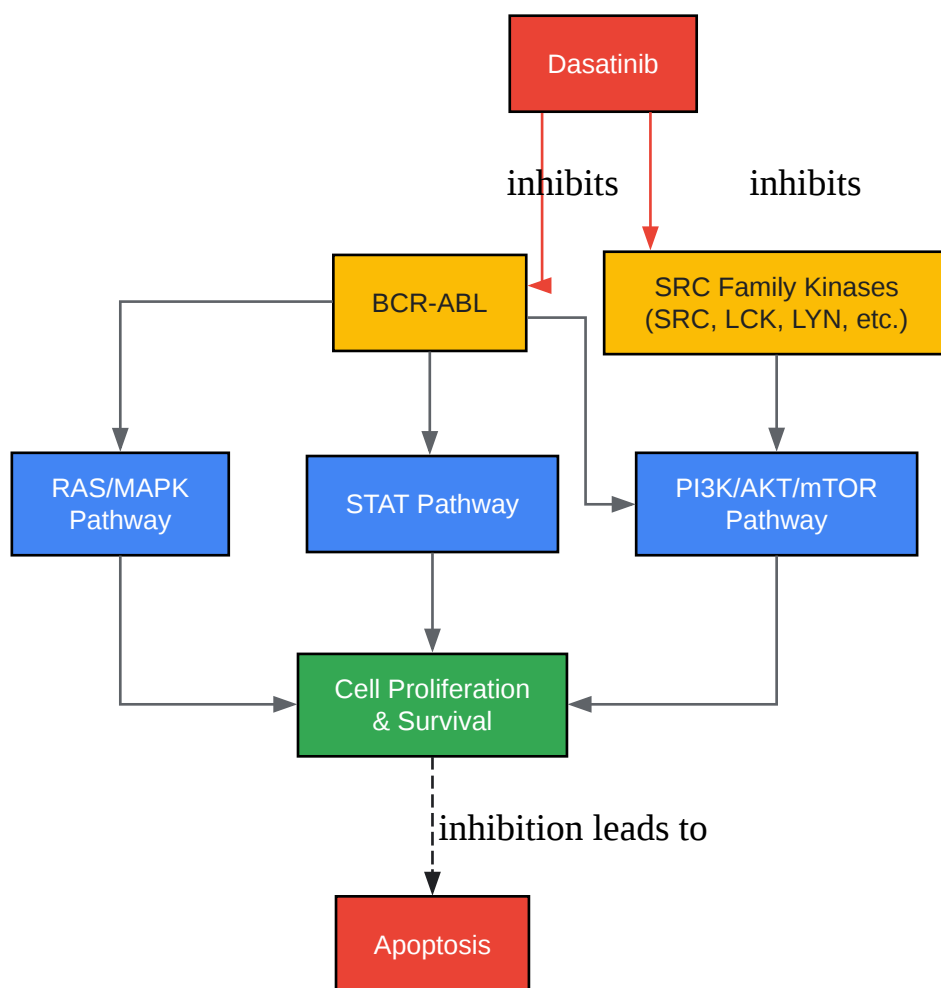 Dasatinib
inhibits
inhibits
BCR-ABL
SRC Family Kinases
(SRC, LCK, LYN, etc.)
RAS/MAPK
Pathway
STAT Pathway
PI3K/AKT/mTOR
Pathway
Cell Proliferation
& Survival
inhibition leads to
Apoptosis